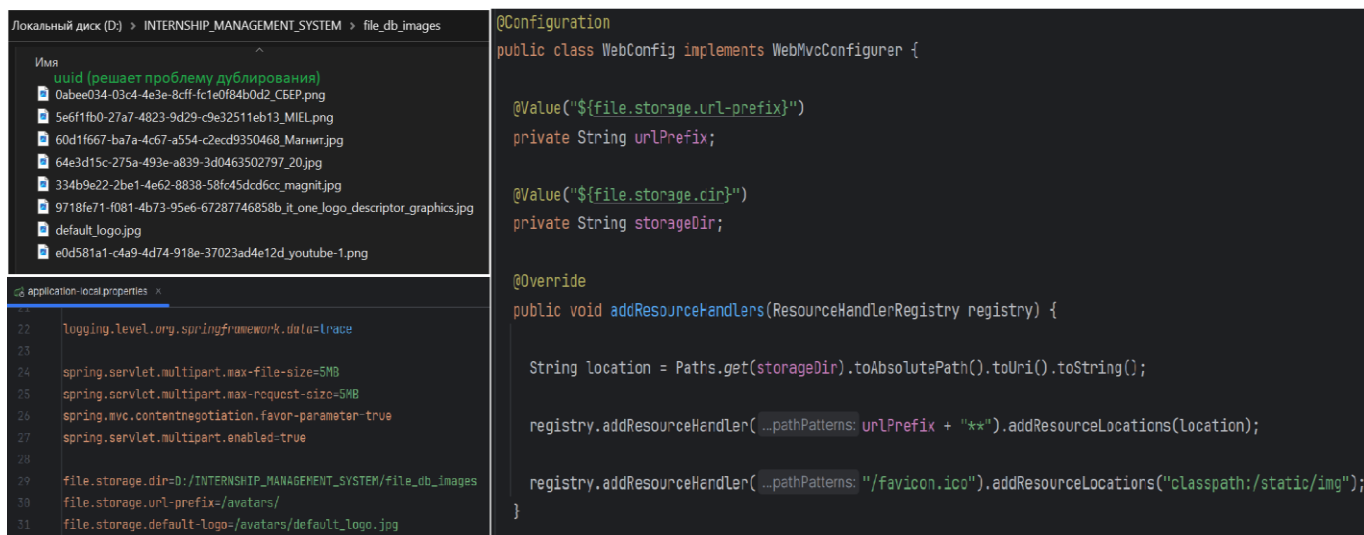 Локальный диск (D:) > INTERNSHIP_MANAGEMENT_SYSTEM > file_db_images
Имя
uuid (решает проблему дублирования)
0abee034-03c4-4e3e-8cff-fc1e0f84b0d2_СБЕР.png
5e6f1fb0-27a7-4823-9d29-c9e32511eb13_MIEL.png
60d1f667-ba7a-4c67-a554-c2ecd9350468_Магнит.jpg
64e3d15c-275a-493e-a839-3d0463502797_20.jpg
334b9e22-2be1-4e62-8838-58fc45dcd6cc_magnit.jpg
9718fe71-f081-4b73-95e6-67287746858b_it_one_logo_descriptor_graphics.jpg
default_logo.jpg
e0d581a1-c4a9-4d74-918e-37023ad4e12d_youtube-1.png
application-local.properties ×
21
22 logging.level.org.springframework.data=trace
23
24 spring.servlet.multipart.max-file-size=5MB
25 spring.servlet.multipart.max-request-size=5MB
26 spring.mvc.contentnegotiation.favor-parameter=true
27 spring.servlet.multipart.enabled=true
28
29 file.storage.dir=D:/INTERNSHIP_MANAGEMENT_SYSTEM/file_db_images
30 file.storage.url-prefix=/avatars/
31 file.storage.default-logo=/avatars/default_logo.jpg
@Configuration
public class WebConfig implements WebMvcConfigurer {
@Value("${file.storage.url-prefix}")
private String urlPrefix;
@Value("${file.storage.dir}")
private String storageDir;
@Override
public void addResourceHandlers(ResourceHandlerRegistry registry) {
String location = Paths.get(storageDir).toAbsolutePath().toUri().toString();
registry.addResourceHandler( ...pathPatterns: urlPrefix + "**").addResourceLocations(location);
registry.addResourceHandler( ...pathPatterns: "/favicon.ico").addResourceLocations("classpath:/static/img");
}